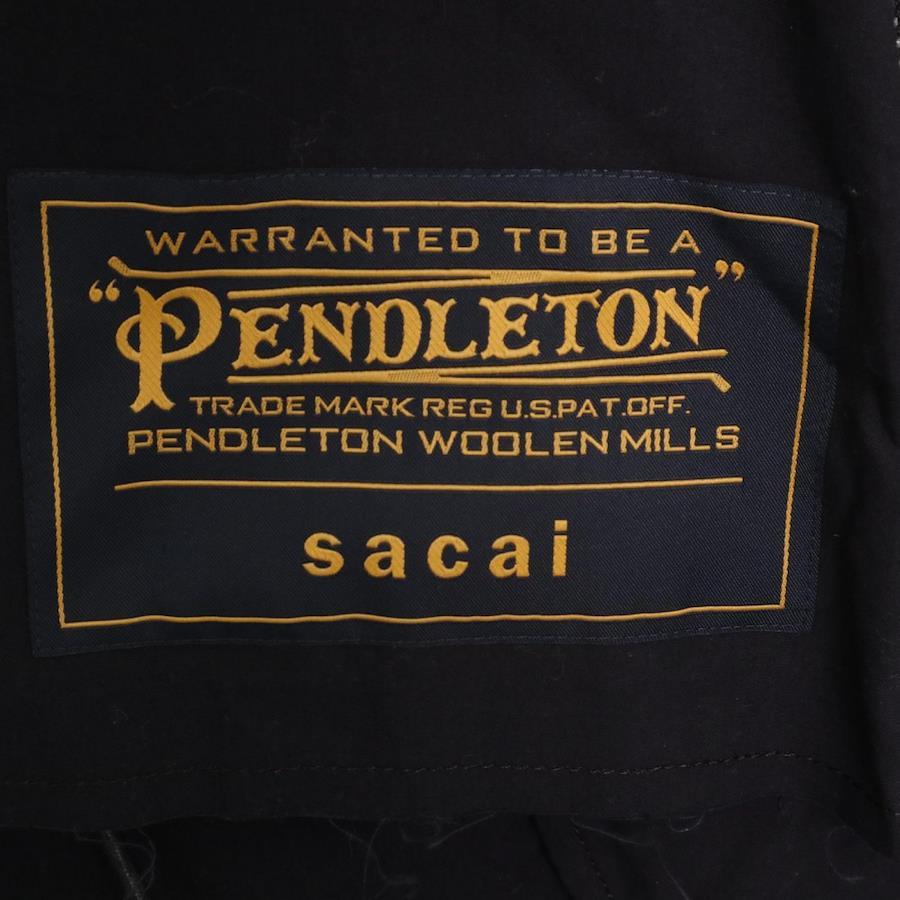 WARRANTED TO BE A
“PENDLETON”
TRADE MARK REG U.S.PAT.OFF.
PENDLETON WOOLEN MILLS
sacai